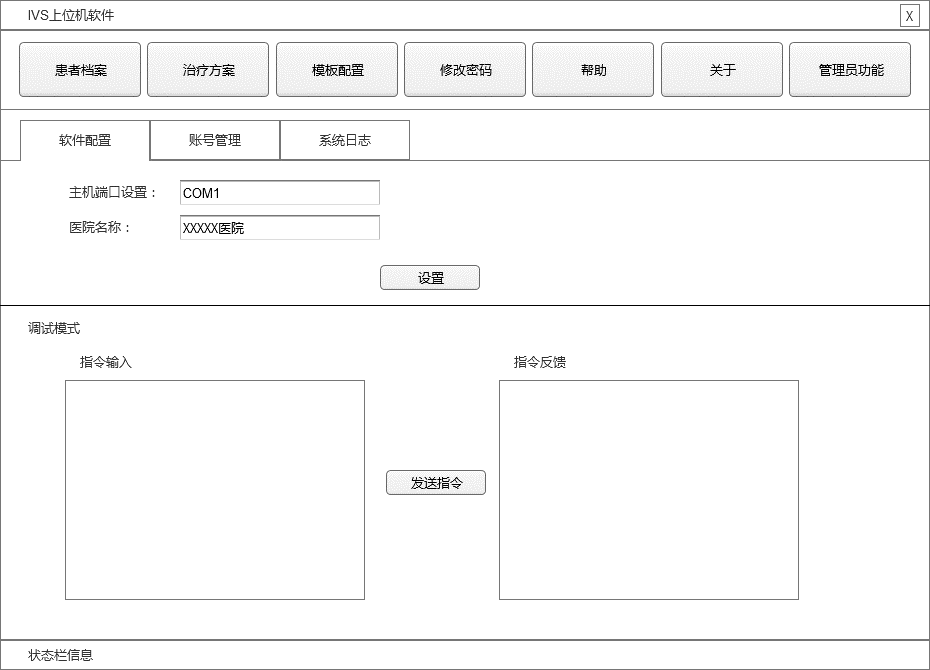 IVS上位机软件 X
患者档案 治疗方案 模板配置 修改密码 帮助 关于 管理员功能
软件配置 账号管理 系统日志
主机端口设置： COM1
医院名称： XXXXX医院
设置
调试模式
指令输入 指令反馈
发送指令
状态栏信息